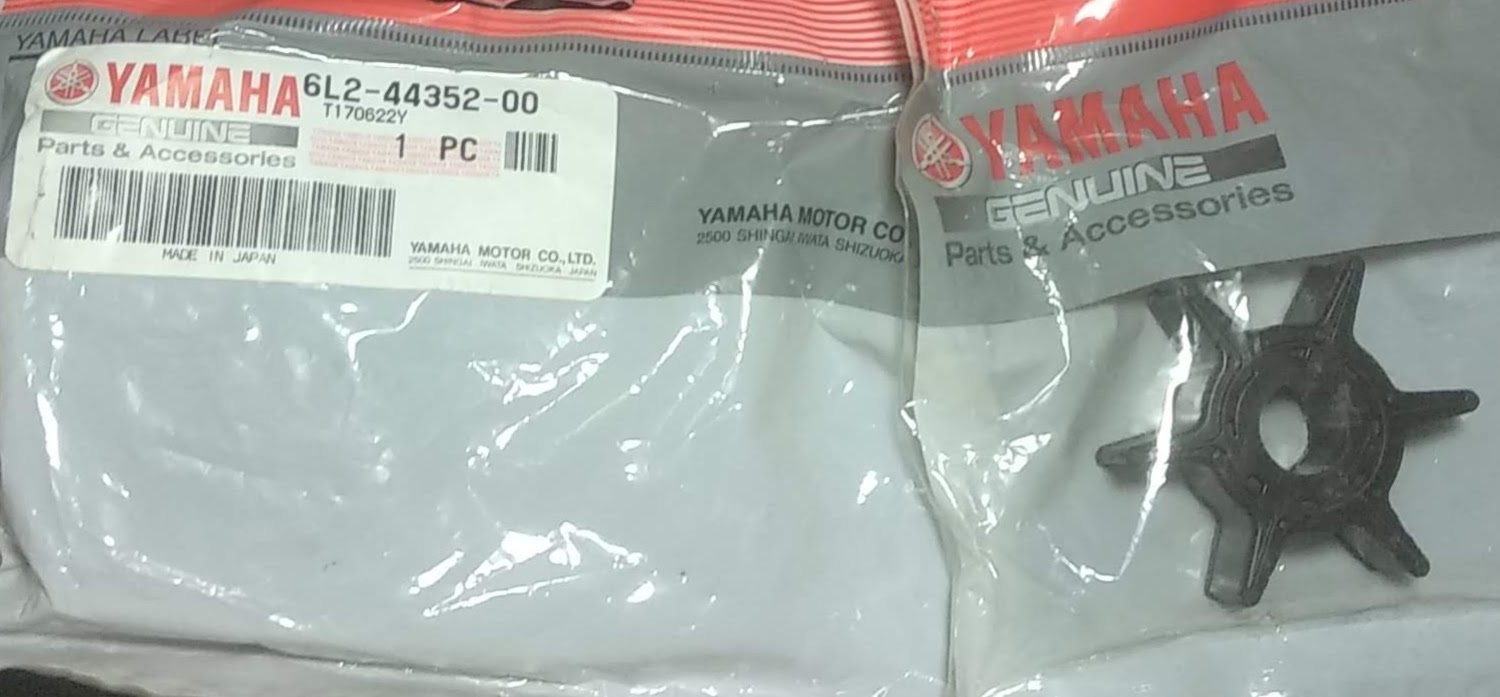 YAMAHA LABEL
YAMAHA
6L2-44352-00
T170622Y
GENUINE
Parts & Accessories
1 PC
MADE IN JAPAN
YAMAHA MOTOR CO.,LTD.
2500 SHINGAI IWATA SHIZUOKA JAPAN
YAMAHA MOTOR CO
2500 SHINGAI IWATA SHIZUOKA
YAMAHA
GENUINE
Parts & Accessories